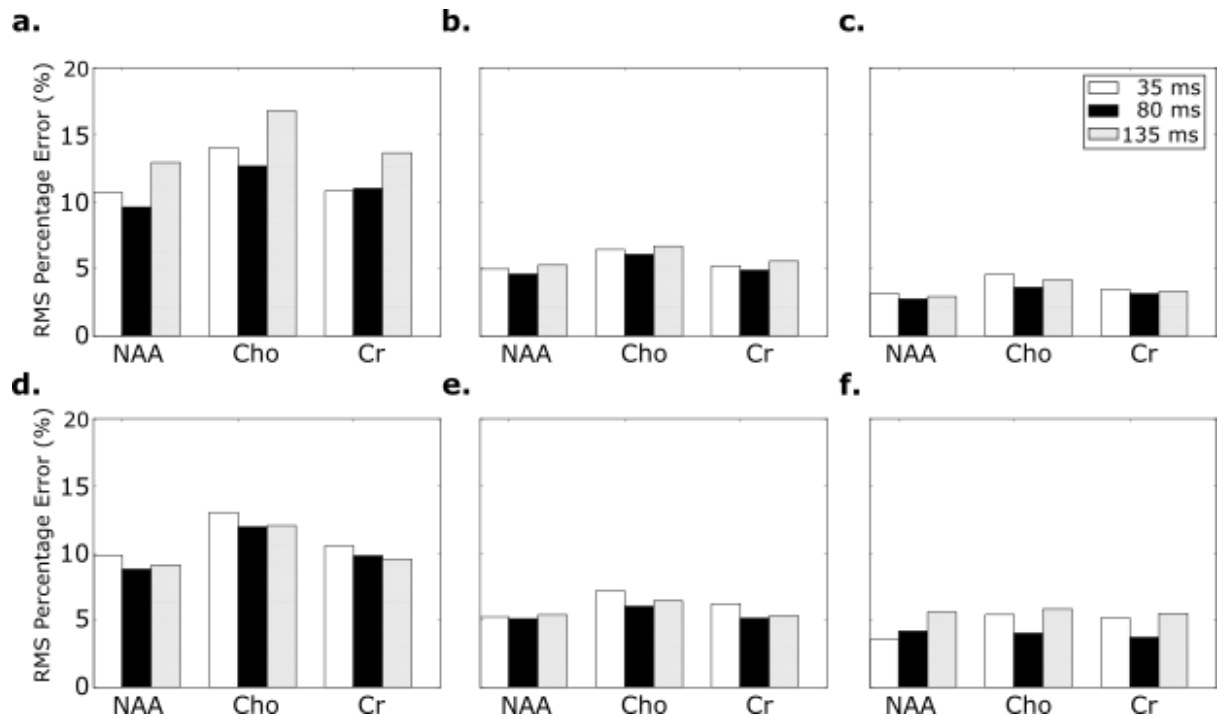 a.
b.
c.
RMS Percentage Error (%)
20
15
10
5
0
35 ms
80 ms
135 ms
NAA Cho Cr
NAA Cho Cr
NAA Cho Cr
d.
e.
f.
RMS Percentage Error (%)
20
15
10
5
0
NAA Cho Cr
NAA Cho Cr
NAA Cho Cr